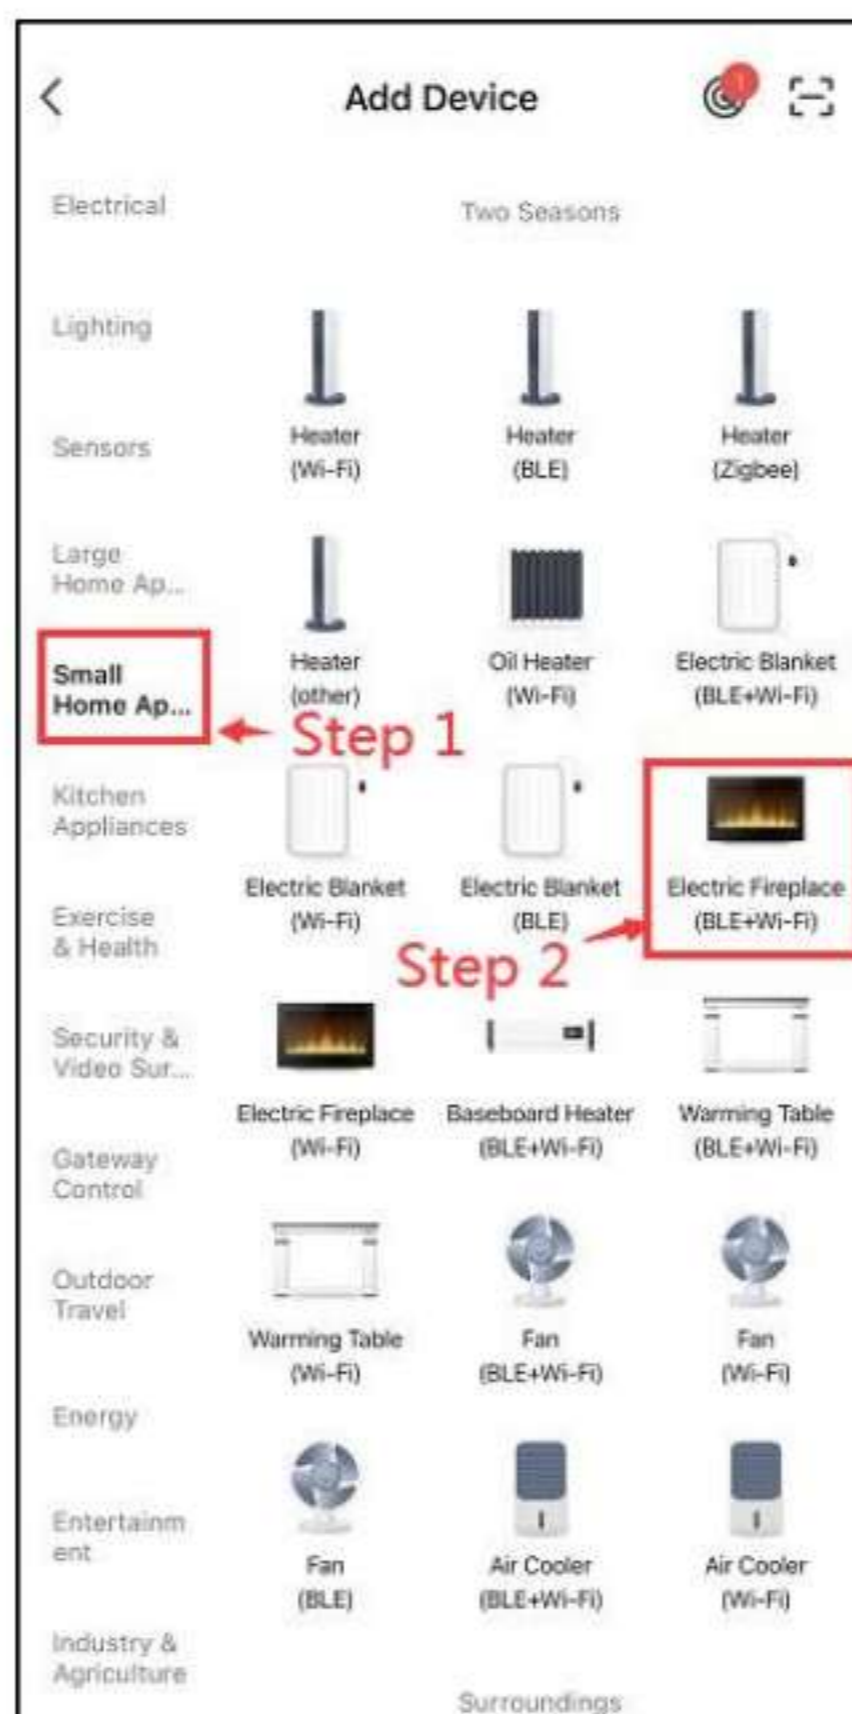 Add Device
1
Electrical
Lighting
Sensors
Large
Home Ap...
Small
Home Ap...
Kitchen
Appliances
Exercise
& Health
Security &
Video Sur...
Gateway
Control
Outdoor
Travel
Energy
Entertainm
ent
Industry &
Agriculture
Two Seasons
Heater
(Wi-Fi)
Heater
(BLE)
Heater
(Zigbee)
Heater
(other)
Oil Heater
(Wi-Fi)
Electric Blanket
(BLE+Wi-Fi)
Step 1
Electric Blanket
(Wi-Fi)
Electric Blanket
(BLE)
Electric Fireplace
(BLE+Wi-Fi)
Step 2
Electric Fireplace
(Wi-Fi)
Baseboard Heater
(BLE+Wi-Fi)
Warming Table
(BLE+Wi-Fi)
Warming Table
(Wi-Fi)
Fan
(BLE+Wi-Fi)
Fan
(Wi-Fi)
Fan
(BLE)
Air Cooler
(BLE+Wi-Fi)
Air Cooler
(Wi-Fi)
Surroundings